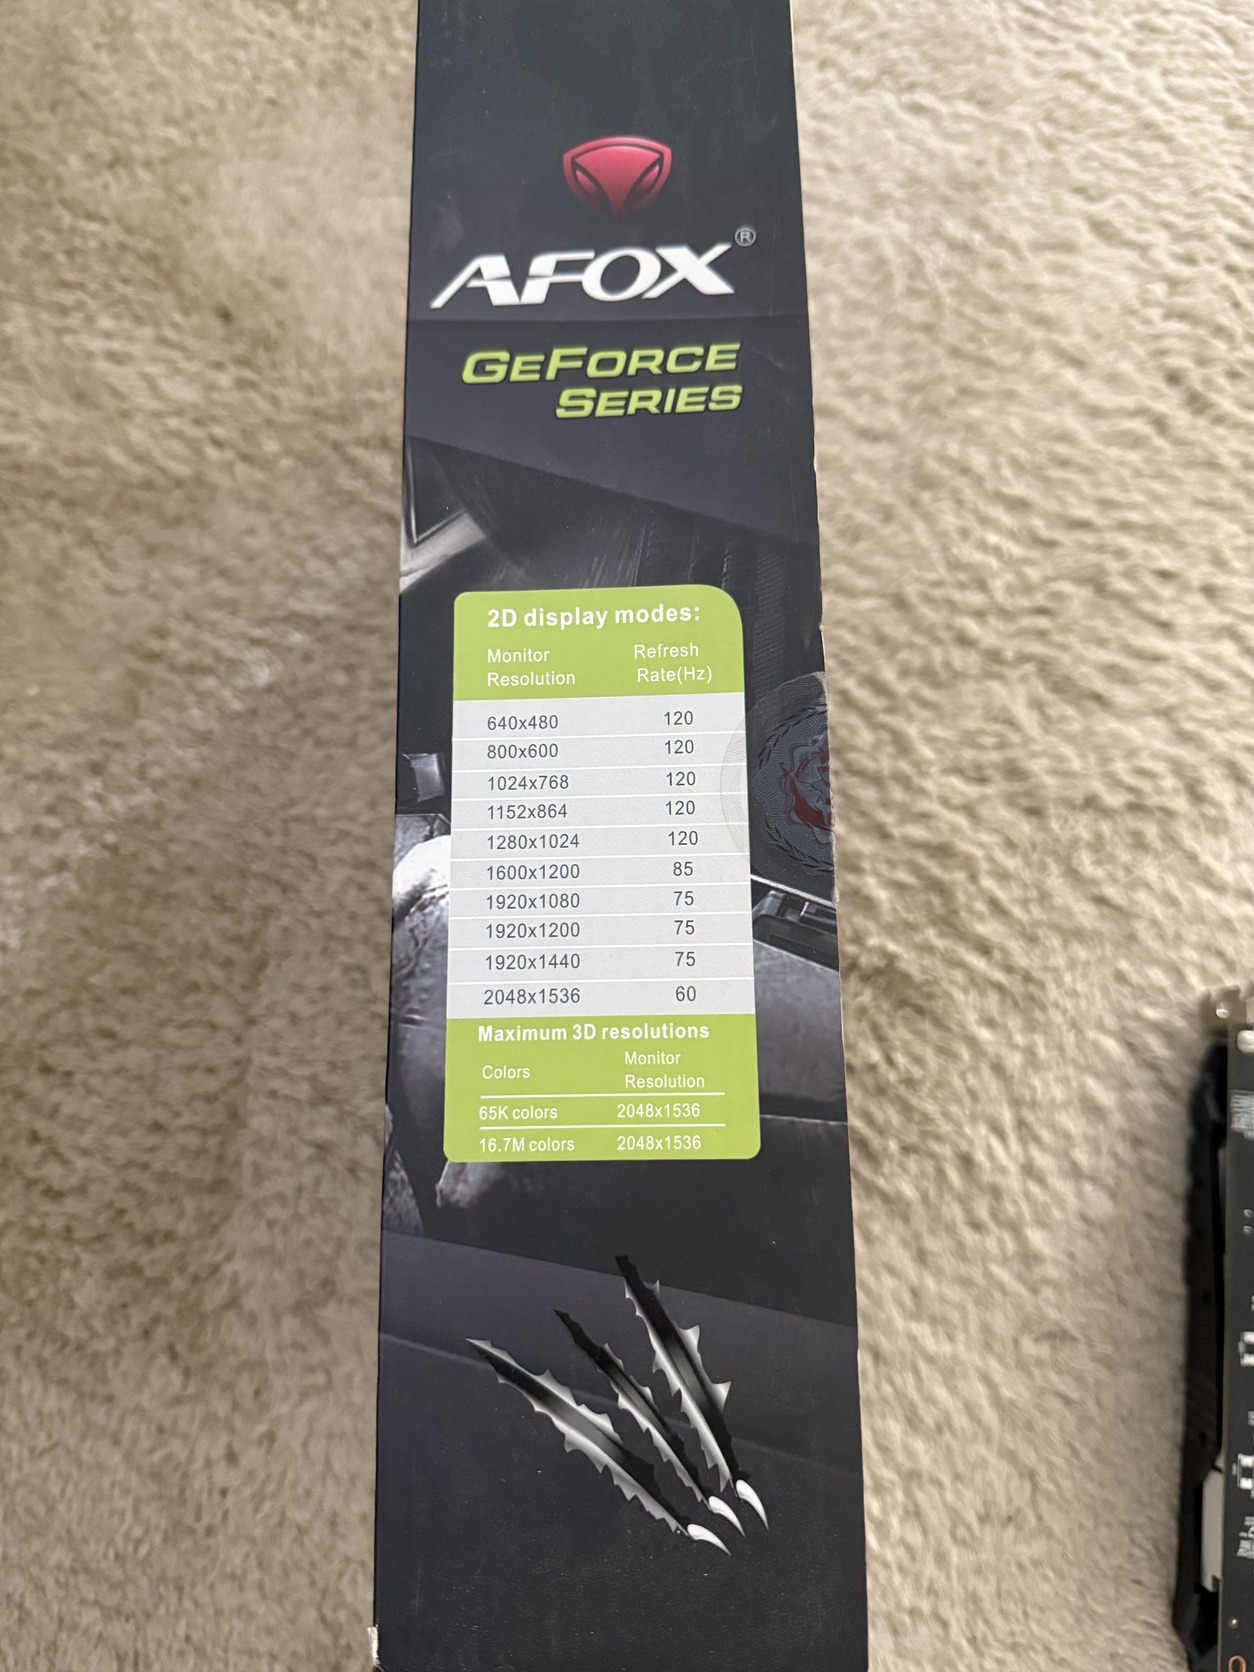 AFOX®
GEFORCE
SERIES
2D display modes:
Monitor Resolution Refresh Rate(Hz)
640x480 120
800x600 120
1024x768 120
1152x864 120
1280x1024 120
1600x1200 85
1920x1080 75
1920x1200 75
1920x1440 75
2048x1536 60
Maximum 3D resolutions
Colors Monitor Resolution
65K colors 2048x1536
16.7M colors 2048x1536